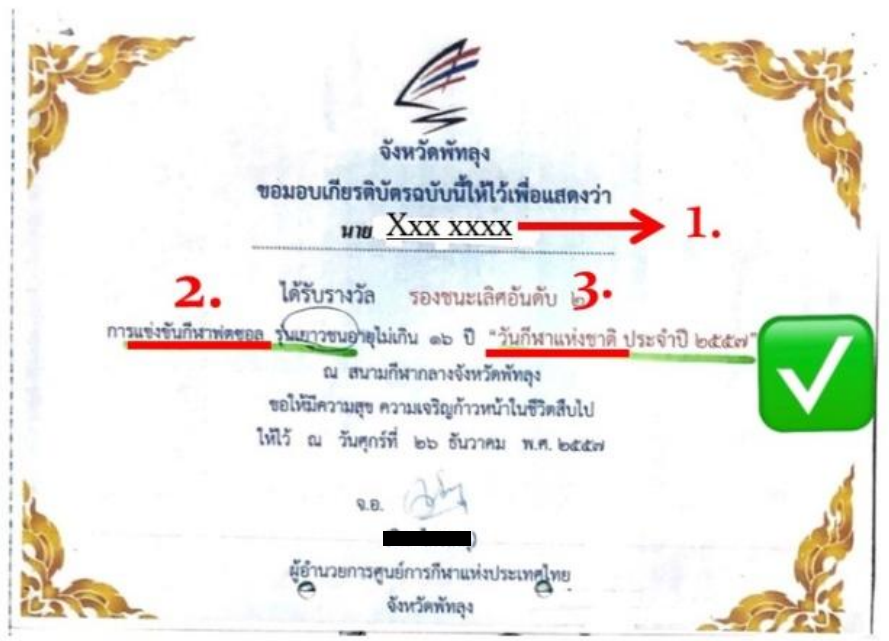 จังหวัดพัทลุง
ขอมอบเกียรติบัตรฉบับนี้ให้ไว้เพื่อแสดงว่า
นาย Xxx xxxx 1.
2. ได้รับรางวัล รองชนะเลิศอันดับ ๒ 3.
การแข่งขันกีฬาฟุตซอล รุ่นเยาวชนอายุไม่เกิน ๑๖ ปี "วันกีฬาแห่งชาติ ประจำปี ๒๕๕๗"
ณ สนามกีฬากลางจังหวัดพัทลุง
ขอให้มีความสุข ความเจริญก้าวหน้าในชีวิตสืบไป
ให้ไว้ ณ วันศุกร์ที่ ๒๖ ธันวาคม พ.ศ. ๒๕๕๗
จ.อ.
ผู้อำนวยการศูนย์การกีฬาแห่งประเทศไทย
จังหวัดพัทลุง